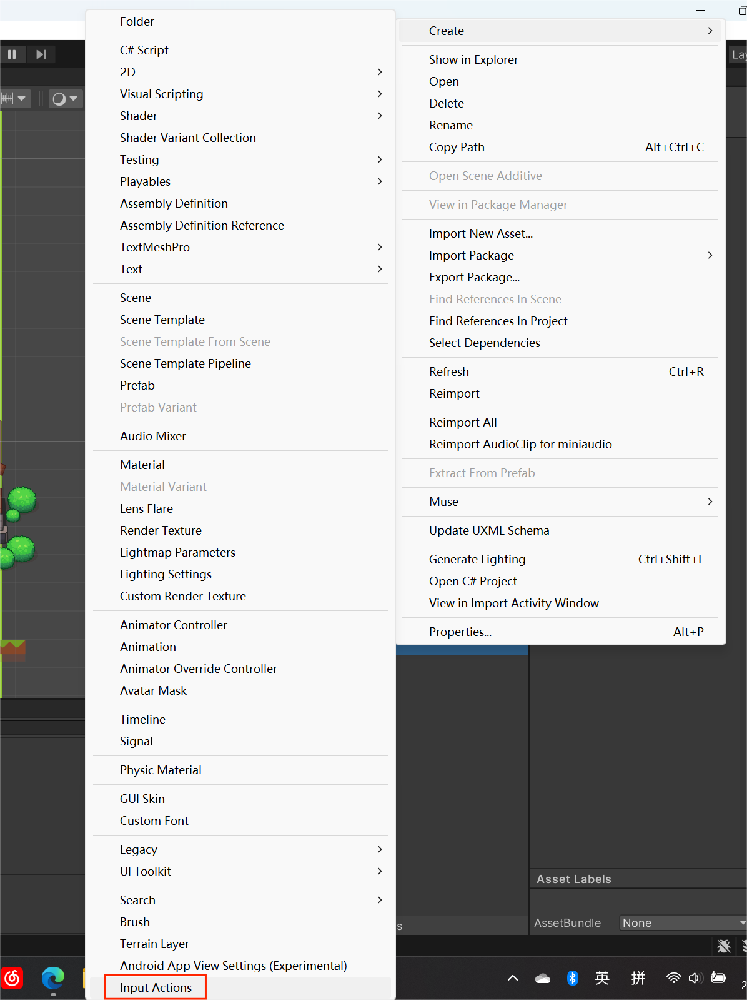 Folder
C# Script
2D
Visual Scripting
Shader
Shader Variant Collection
Testing
Playables
Assembly Definition
Assembly Definition Reference
TextMeshPro
Text
Scene
Scene Template
Scene Template From Scene
Scene Template Pipeline
Prefab
Prefab Variant
Audio Mixer
Material
Material Variant
Lens Flare
Render Texture
Lightmap Parameters
Lighting Settings
Custom Render Texture
Animator Controller
Animation
Animator Override Controller
Avatar Mask
Timeline
Signal
Physic Material
GUI Skin
Custom Font
Legacy
UI Toolkit
Search
Brush
Terrain Layer
Android App View Settings (Experimental)
Input Actions
Create
Show in Explorer
Open
Delete
Rename
Copy Path Alt+Ctrl+C
Open Scene Additive
View in Package Manager
Import New Asset...
Import Package
Export Package...
Find References In Scene
Find References In Project
Select Dependencies
Refresh Ctrl+R
Reimport
Reimport All
Reimport AudioClip for miniaudio
Extract From Prefab
Muse
Update UXML Schema
Generate Lighting Ctrl+Shift+L
Open C# Project
View in Import Activity Window
Properties... Alt+P
Lay
Asset Labels
AssetBundle None
s
英 拼
2